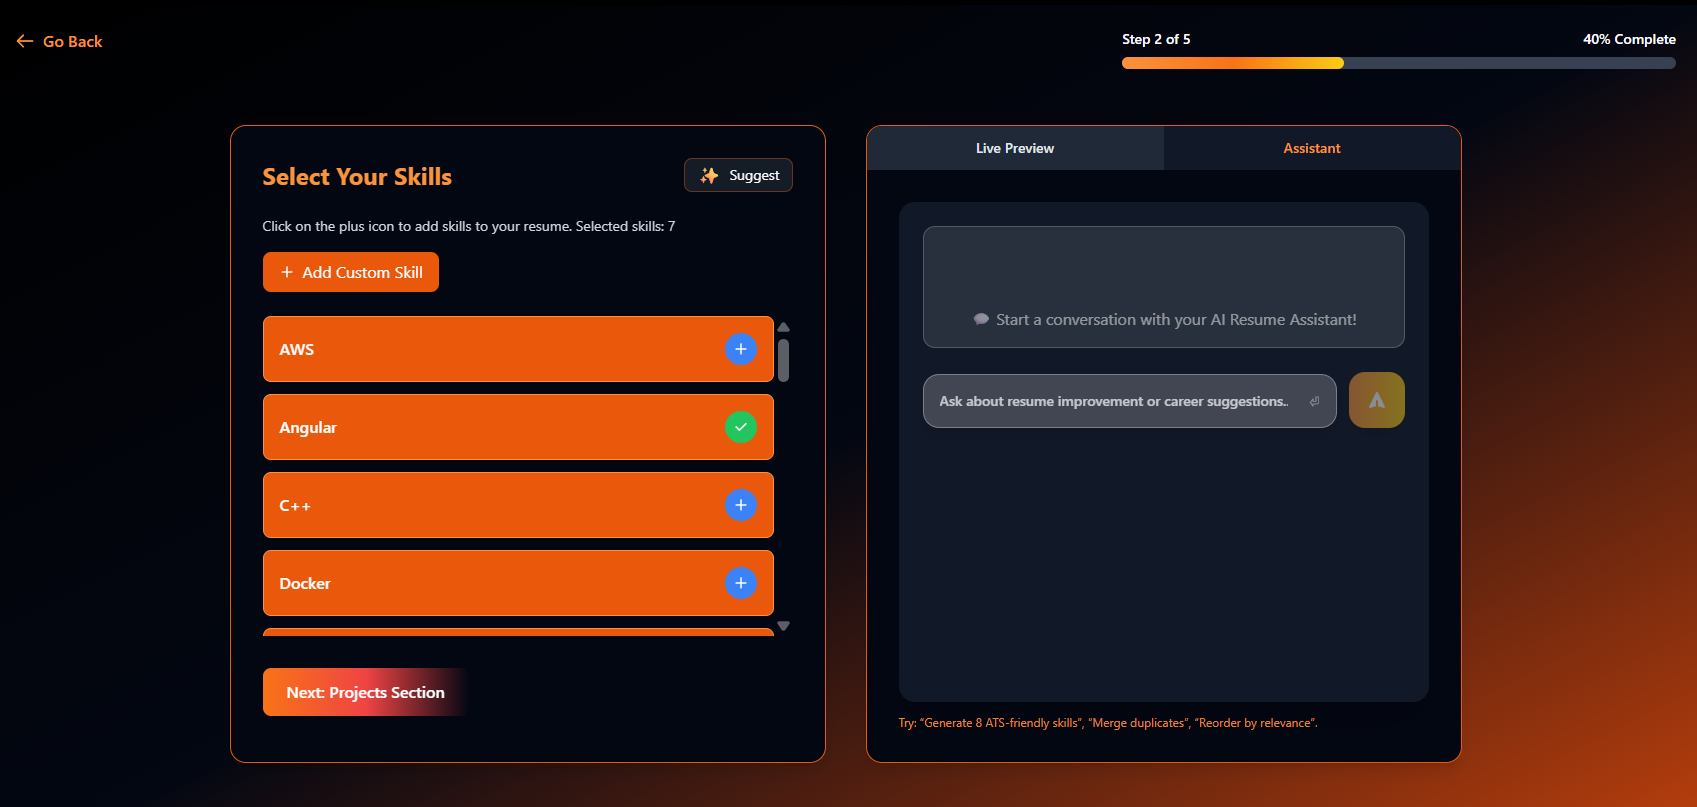 Go Back
Step 2 of 5
40% Complete
Select Your Skills
Suggest
Click on the plus icon to add skills to your resume. Selected skills: 7
+ Add Custom Skill
AWS
Angular
C++
Docker
Next: Projects Section
Live Preview
Assistant
Start a conversation with your AI Resume Assistant!
Ask about resume improvement or career suggestions..
Try: “Generate 8 ATS-friendly skills”, “Merge duplicates”, “Reorder by relevance”.